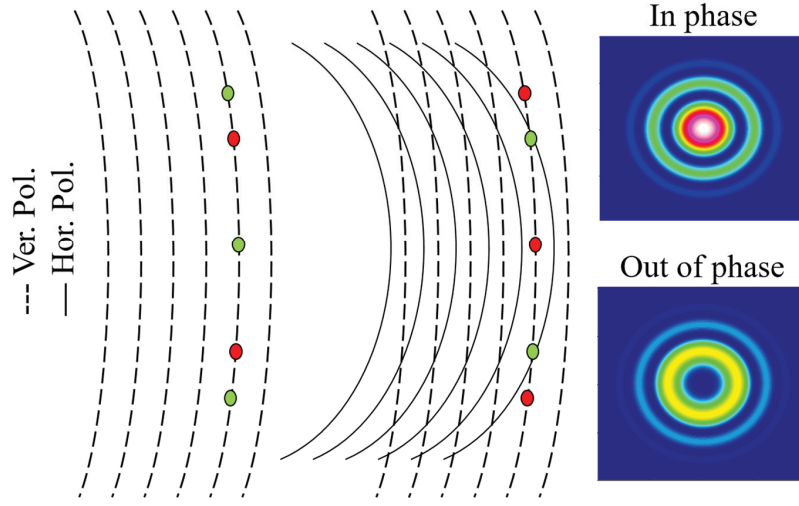 --- Ver. Pol.
— Hor. Pol.
In phase
Out of phase